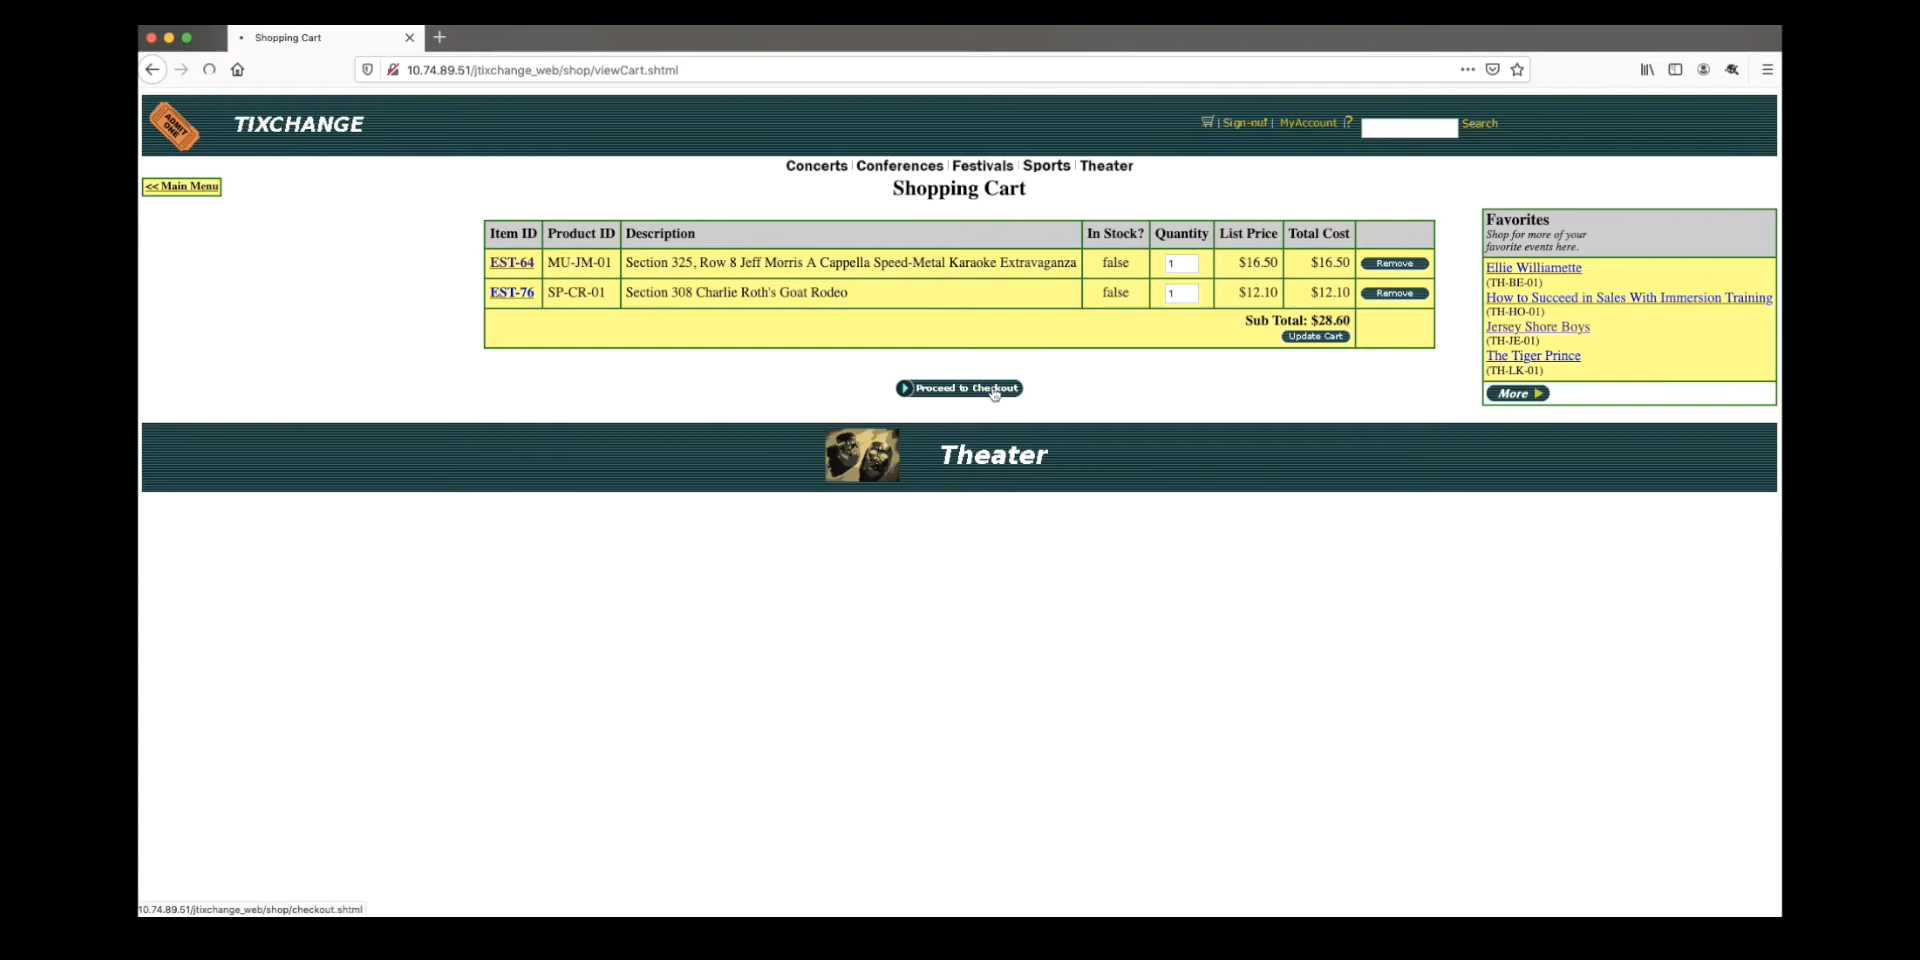 Shopping Cart
10.74.89.51/jtixchange_web/shop/viewCart.shtml
ADMIT ONE
TIXCHANGE
| Sign-out | MyAccount | ? Search
Concerts | Conferences | Festivals | Sports | Theater
<< Main Menu
Shopping Cart
Item ID Product ID Description In Stock? Quantity List Price Total Cost
EST-64 MU-JM-01 Section 325, Row 8 Jeff Morris A Cappella Speed-Metal Karaoke Extravaganza false 1 $16.50 $16.50 Remove
EST-76 SP-CR-01 Section 308 Charlie Roth's Goat Rodeo false 1 $12.10 $12.10 Remove
Sub Total: $28.60
Update Cart
Proceed to Checkout
Favorites
Shop for more of your
favorite events here.
Ellie Williamette
(TH-BE-01)
How to Succeed in Sales With Immersion Training
(TH-HO-01)
Jersey Shore Boys
(TH-JE-01)
The Tiger Prince
(TH-LK-01)
More
Theater
10.74.89.51/jtixchange_web/shop/checkout.shtml